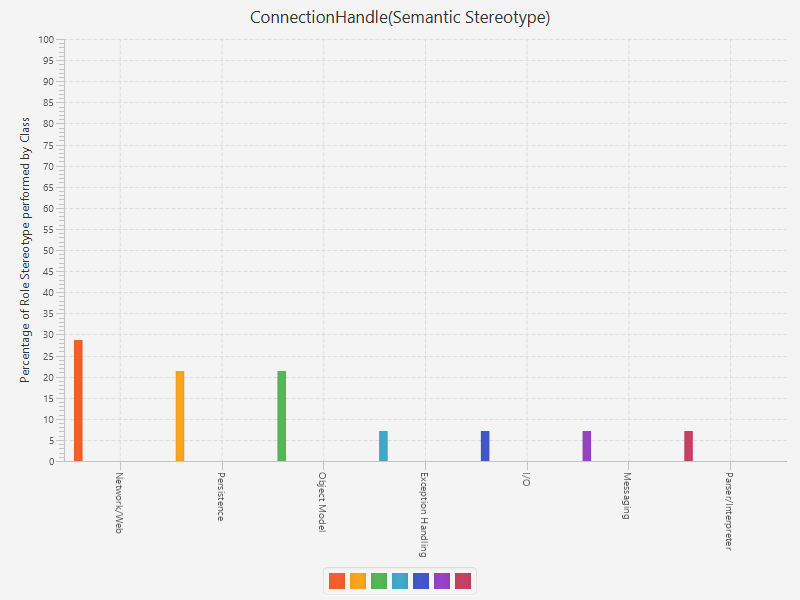 ConnectionHandle(Semantic Stereotype)
Percentage of Role Stereotype performed by Class
100
95
90
85
80
75
70
65
60
55
50
45
40
35
30
25
20
15
10
5
0
Network/Web
Persistence
Object Model
Exception Handling
I/O
Messaging
Parser/Interpreter